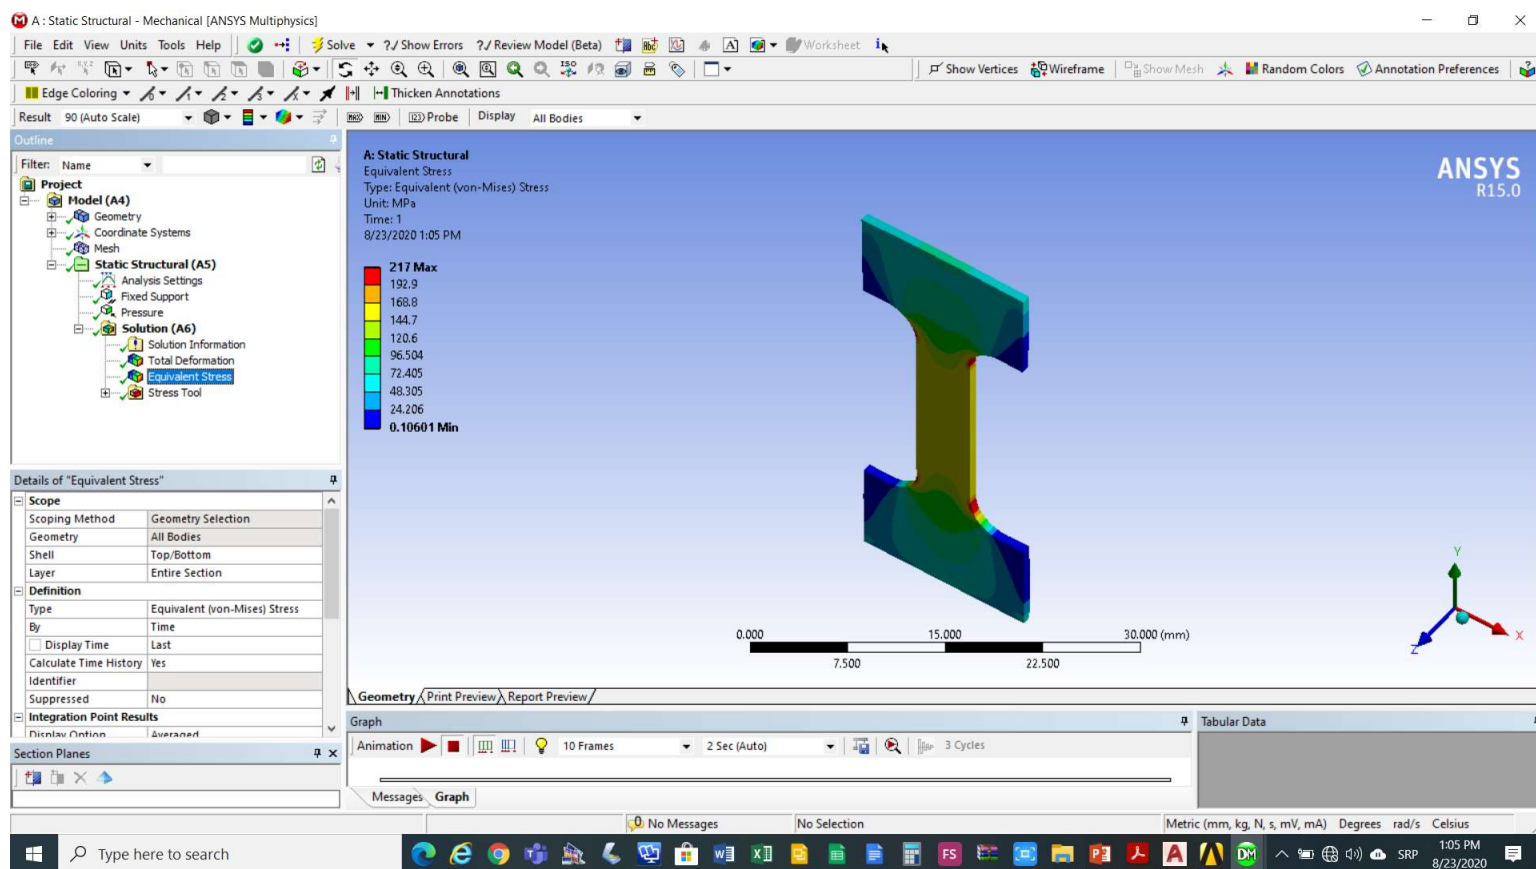 A : Static Structural - Mechanical [ANSYS Multiphysics]
File Edit View Units Tools Help Solve ?/ Show Errors ?/ Review Model (Beta) A Worksheet
Show Vertices Wireframe Show Mesh Random Colors Annotation Preferences
Edge Coloring Thicken Annotations
Result 90 (Auto Scale) MAX MIN Probe Display All Bodies
Outline
Filter: Name
Project
Model (A4)
Geometry
Coordinate Systems
Mesh
Static Structural (A5)
Analysis Settings
Fixed Support
Pressure
Solution (A6)
Solution Information
Total Deformation
Equivalent Stress
Stress Tool
Details of "Equivalent Stress"
Scope
Scoping Method Geometry Selection
Geometry All Bodies
Shell Top/Bottom
Layer Entire Section
Definition
Type Equivalent (von-Mises) Stress
By Time
Display Time Last
Calculate Time History Yes
Identifier
Suppressed No
Integration Point Results
Display Option Averaged
Section Planes
A: Static Structural
Equivalent Stress
Type: Equivalent (von-Mises) Stress
Unit: MPa
Time: 1
8/23/2020 1:05 PM
217 Max
192.9
168.8
144.7
120.6
96.504
72.405
48.305
24.206
0.10601 Min
ANSYS
R15.0
0.000 15.000 30.000 (mm)
7.500 22.500
Y
X
Z
Geometry Print Preview Report Preview
Graph
Animation 10 Frames 2 Sec (Auto) 3 Cycles
Messages Graph
Tabular Data
No Messages No Selection Metric (mm, kg, N, s, mV, mA) Degrees rad/s Celsius
Type here to search
FS
DM
SRP
1:05 PM
8/23/2020